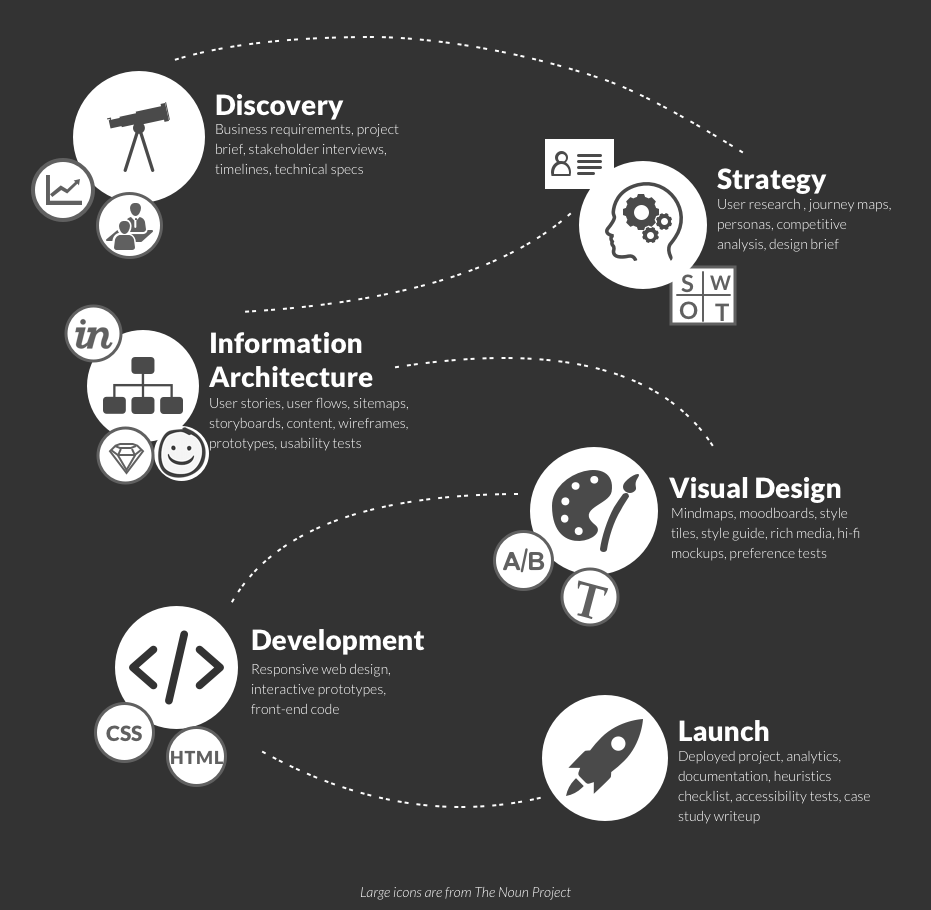 Discovery
Business requirements, project
brief, stakeholder interviews,
timelines, technical specs
Strategy
User research , journey maps,
personas, competitive
analysis, design brief
S W
O T
in
Information
Architecture
User stories, user flows, sitemaps,
storyboards, content, wireframes,
prototypes, usability tests
Visual Design
Mindmaps, moodboards, style
tiles, style guide, rich media, hi-fi
mockups, preference tests
A/B
T
Development
Responsive web design,
interactive prototypes,
front-end code
CSS
HTML
Launch
Deployed project, analytics,
documentation, heuristics
checklist, accessibility tests, case
study writeup
Large icons are from The Noun Project